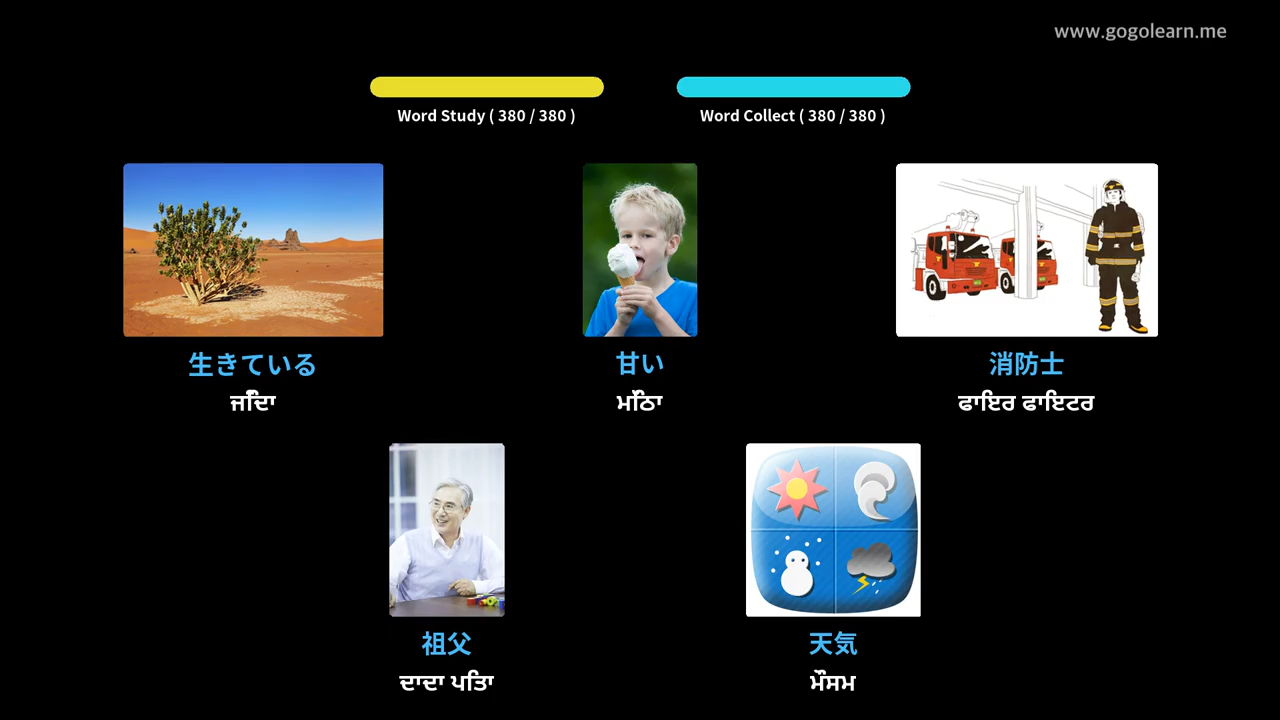 www.gogolearn.me
Word Study ( 380 / 380 )
Word Collect ( 380 / 380 )
生きている
甘い
消防士
ਜਿੰਦਾ
ਮਿੱਠਾ
ਫਾਇਰ ਫਾਇਟਰ
祖父
天気
ਦਾਦਾ ਪਿਤਾ
ਮੌਸਮ